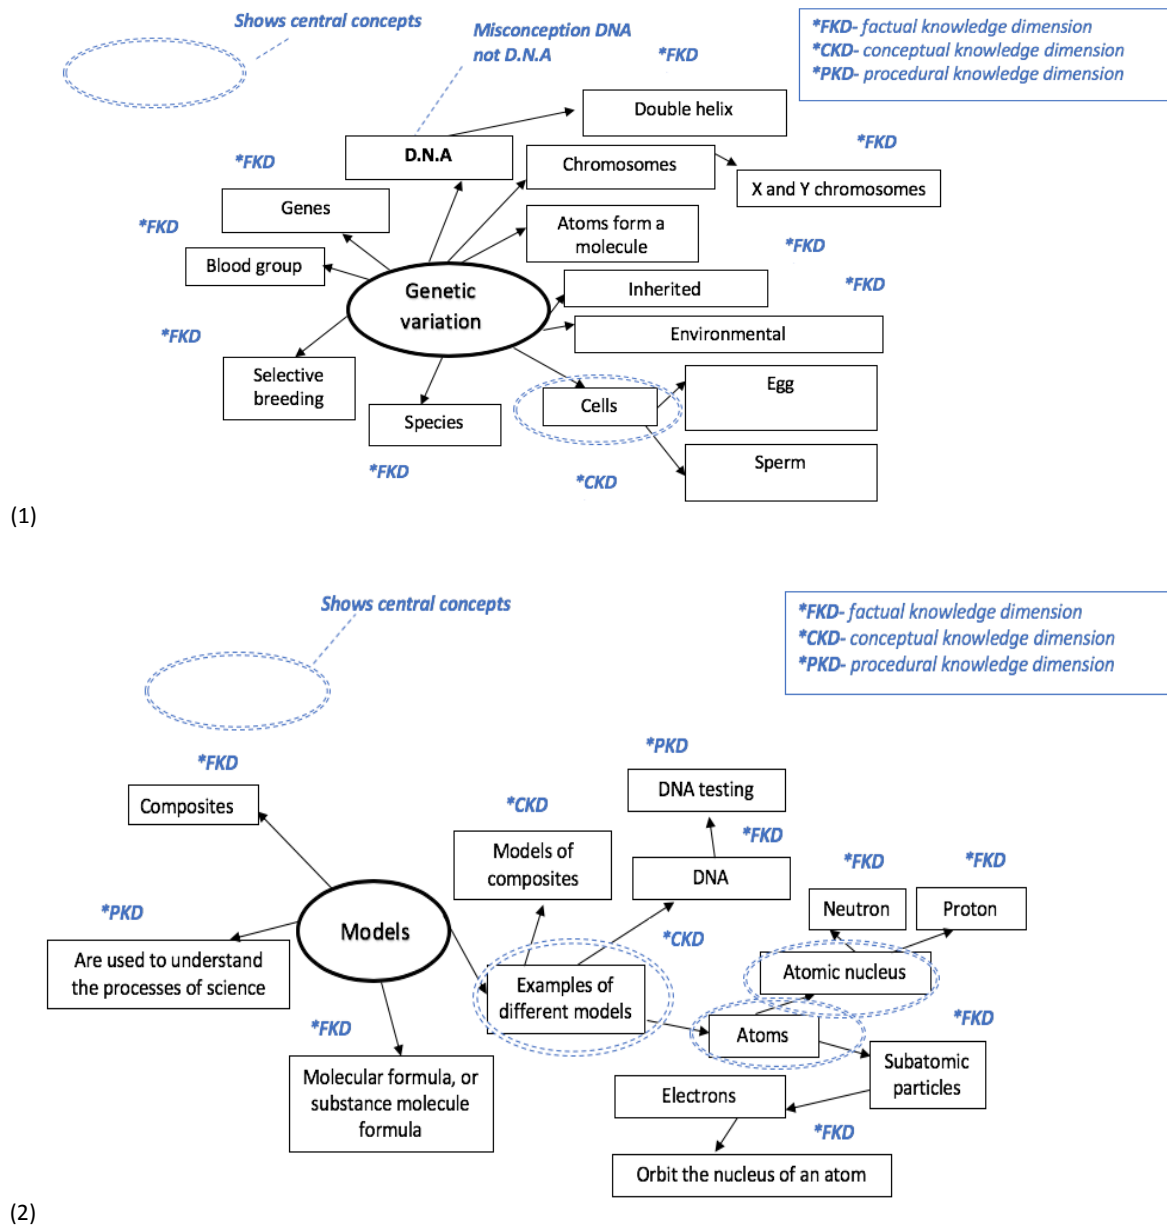 Shows central concepts
Misconception DNA
not D.N.A
*FKD
*FKD- factual knowledge dimension
*CKD- conceptual knowledge dimension
*PKD- procedural knowledge dimension
Double helix
*FKD
D.N.A
*FKD
Chromosomes
X and Y chromosomes
Genes
*FKD
Atoms form a
molecule
*FKD
Blood group
Genetic
variation
Inherited
*FKD
*FKD
Environmental
Selective
breeding
Cells
Egg
Species
Sperm
*FKD
*CKD
(1)
Shows central concepts
*FKD- factual knowledge dimension
*CKD- conceptual knowledge dimension
*PKD- procedural knowledge dimension
*FKD
*PKD
Composites
*CKD
DNA testing
*FKD
Models of
composites
DNA
*FKD
*FKD
*PKD
Models
*CKD
Neutron
Proton
Are used to understand
the processes of science
Examples of
different models
Atomic nucleus
*FKD
Atoms
*FKD
Subatomic
particles
Molecular formula, or
substance molecule
formula
Electrons
*FKD
Orbit the nucleus of an atom
(2)